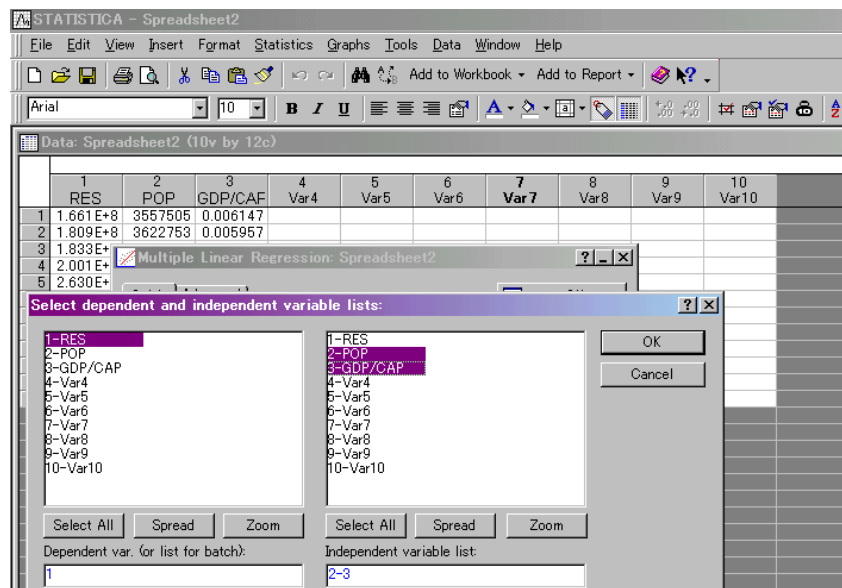 STATISTICA - Spreadsheet2
File Edit View Insert Format Statistics Graphs Tools Data Window Help
Add to Workbook Add to Report
Arial 10 B I U
Data: Spreadsheet2 (10v by 12c)
1 2 3 4 5 6 7 8 9 10
RES POP GDP/CAF Var4 Var5 Var6 Var7 Var8 Var9 Var10
1 1.661E+8 3557505 0.006147
2 1.809E+8 3622753 0.005957
3 1.833E+
4 2.001E+
5 2.630E+
Multiple Linear Regression: Spreadsheet2
Select dependent and independent variable lists:
1-RES
2-POP
3-GDP/CAP
4-Var4
5-Var5
6-Var6
7-Var7
8-Var8
9-Var9
10-Var10
1-RES
2-POP
3-GDP/CAP
4-Var4
5-Var5
6-Var6
7-Var7
8-Var8
9-Var9
10-Var10
OK
Cancel
Select All Spread Zoom
Select All Spread Zoom
Dependent var. (or list for batch):
Independent variable list:
1
2-3